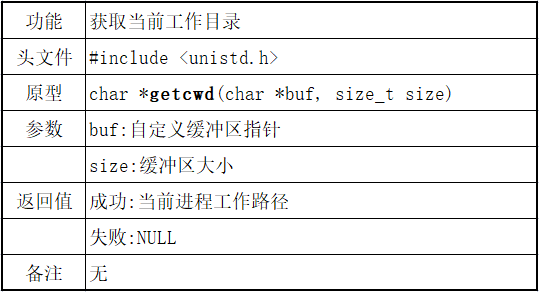 功能 获取当前工作目录
头文件 #include <unistd.h>
原型 char *getcwd(char *buf, size_t size)
参数 buf:自定义缓冲区指针
size:缓冲区大小
返回值 成功:当前进程工作路径
失败:NULL
备注 无